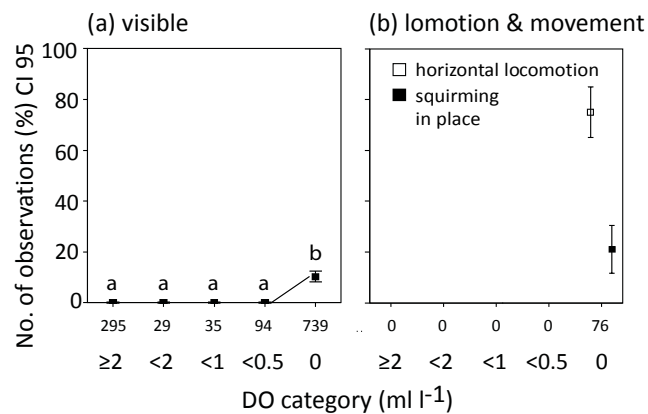 (a) visible
(b) lomotion & movement
No. of observations (%) CI 95
100
80
60
40
20
0
a a a a b
□ horizontal locomotion
■ squirming
in place
295 29 35 94 739
≥2 <2 <1 <0.5 0
.. 0 0 0 0 76
≥2 <2 <1 <0.5 0
DO category (ml l-1)